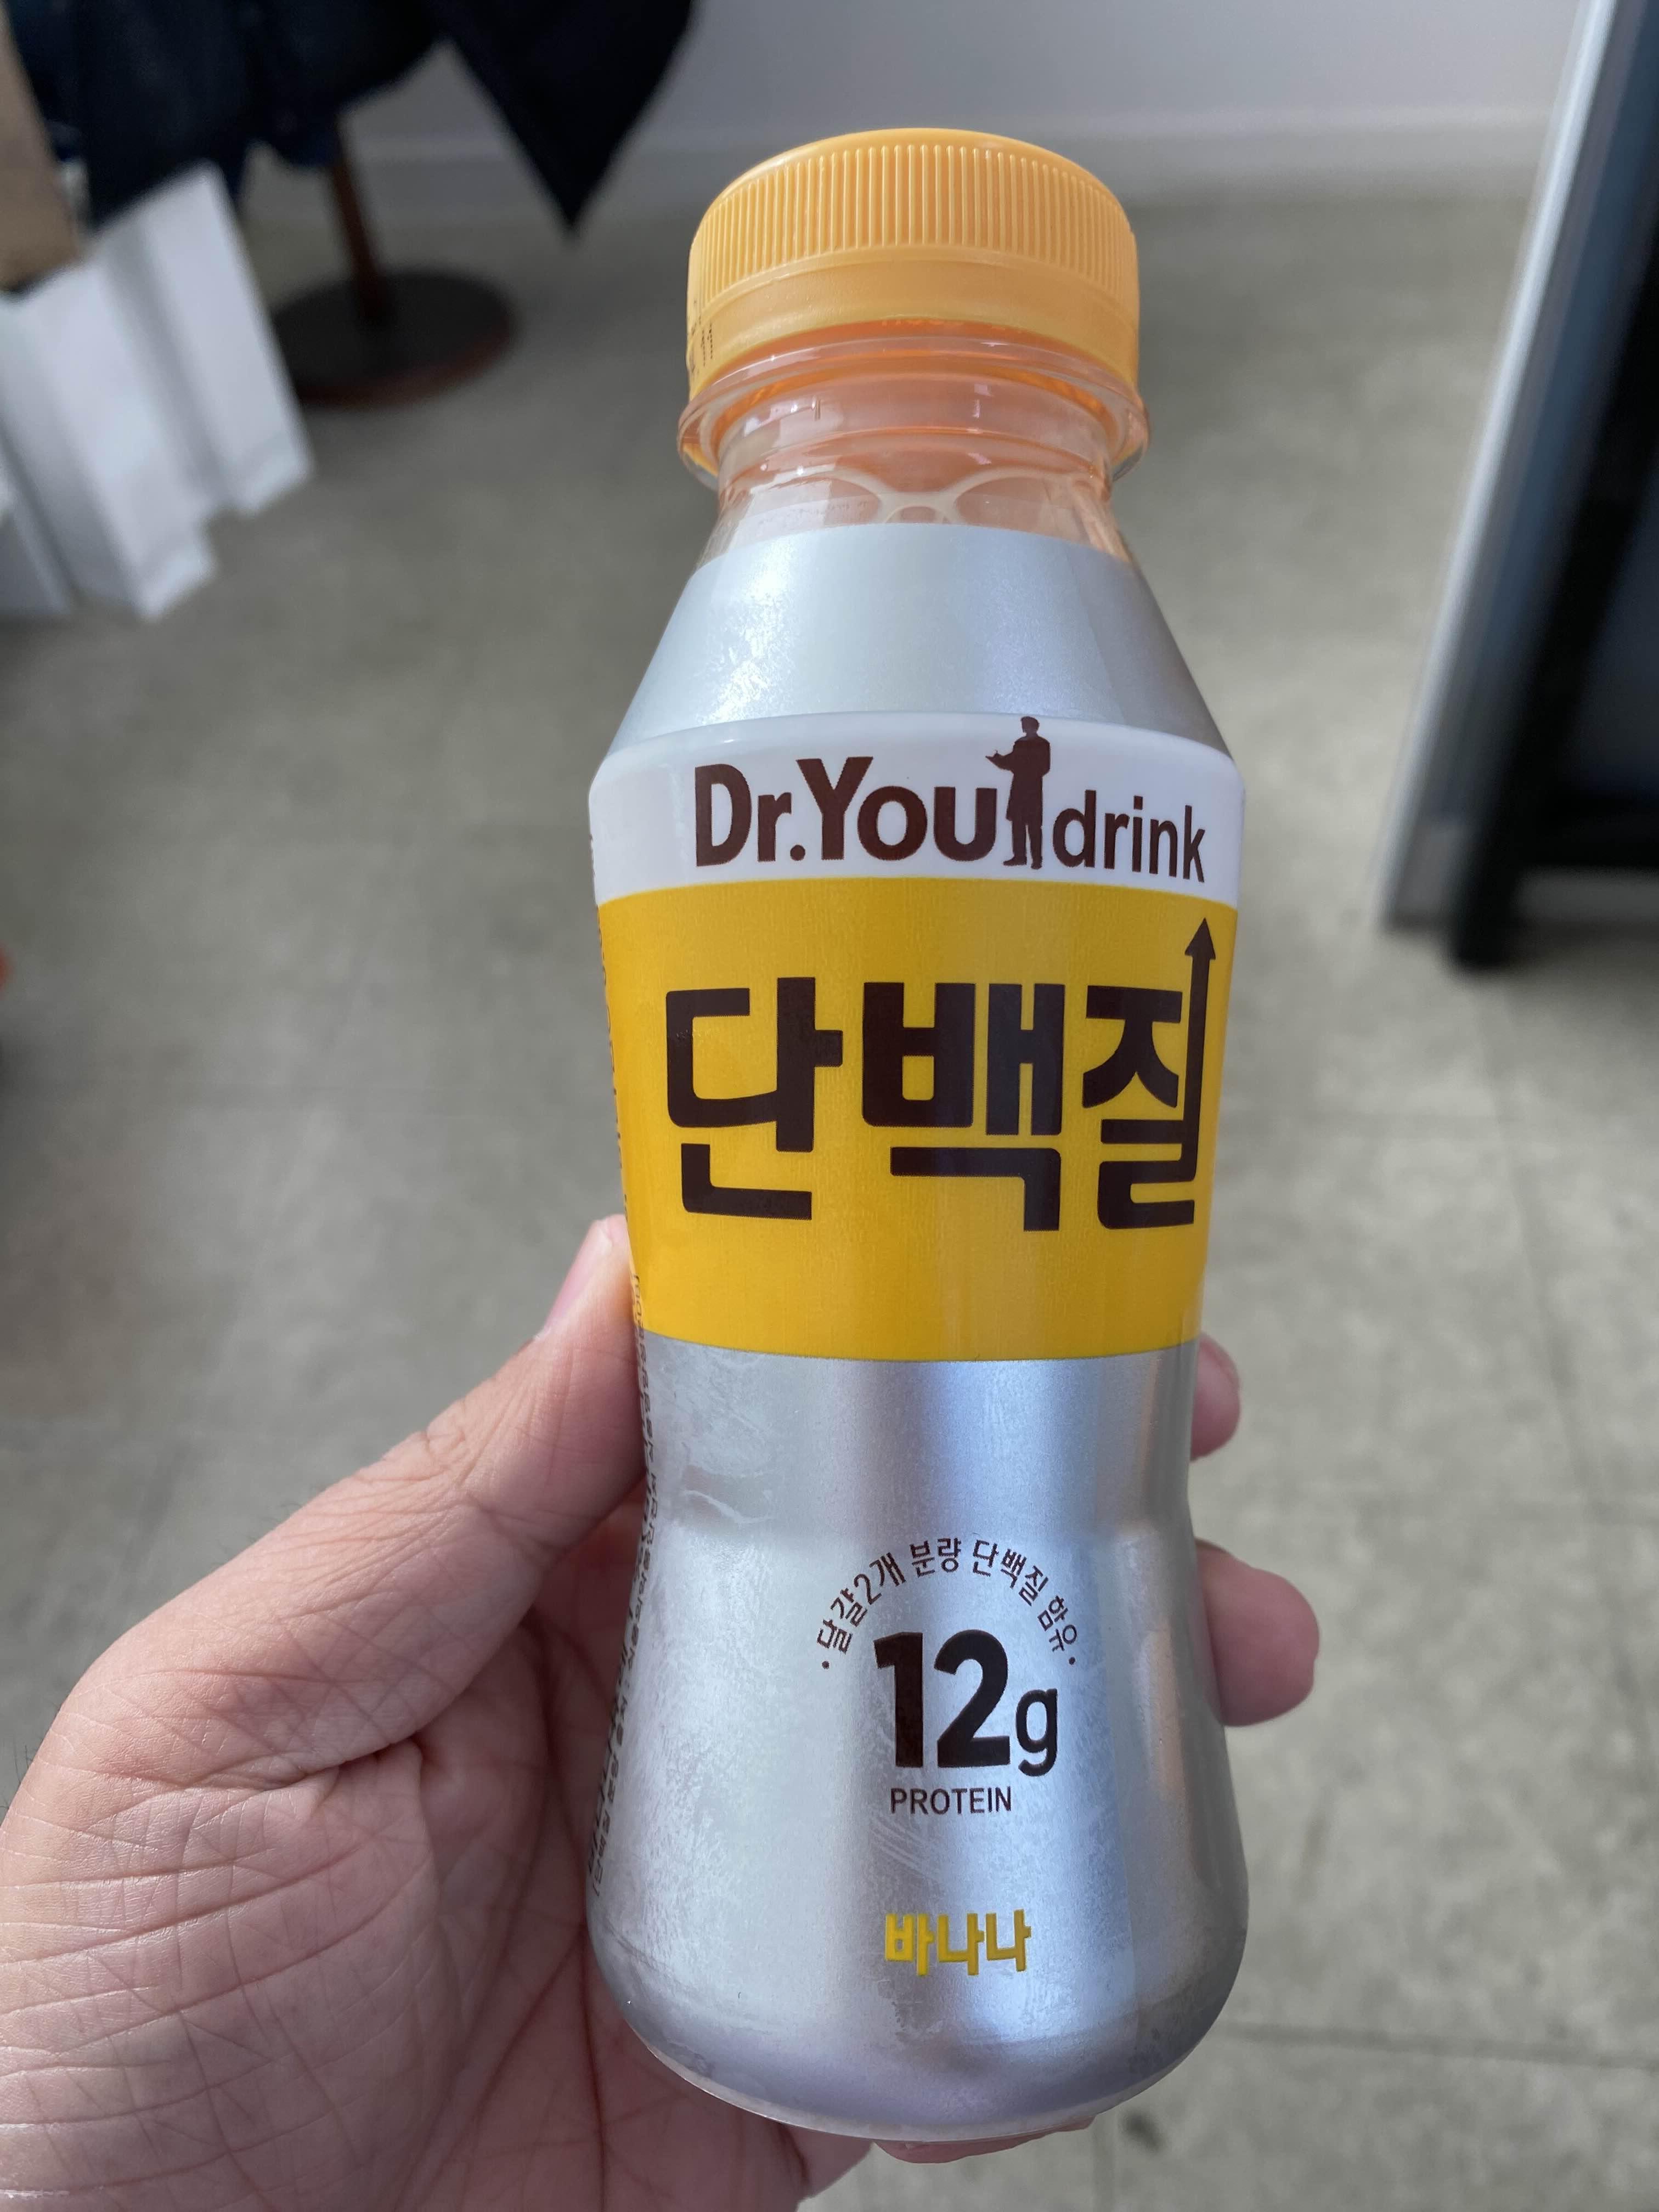 Dr.You drink
단백질
•달걀2개 분량 단백질 함유•
12g
PROTEIN
바나나